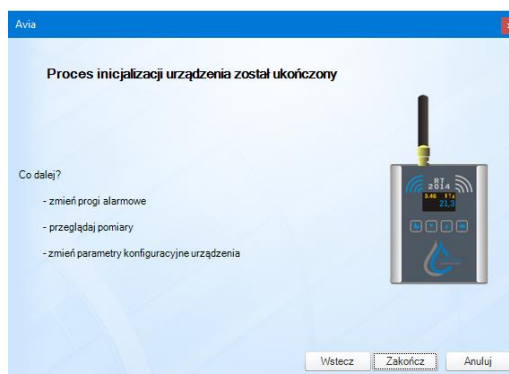 Avia
Proces inicjalizacji urządzenia został ukończony
RT
2014
21,3
Co dalej?
- zmień progi alarmowe
- przeglądaj pomiary
- zmień parametry konfiguracyjne urządzenia
Wstecz Zakończ Anuluj